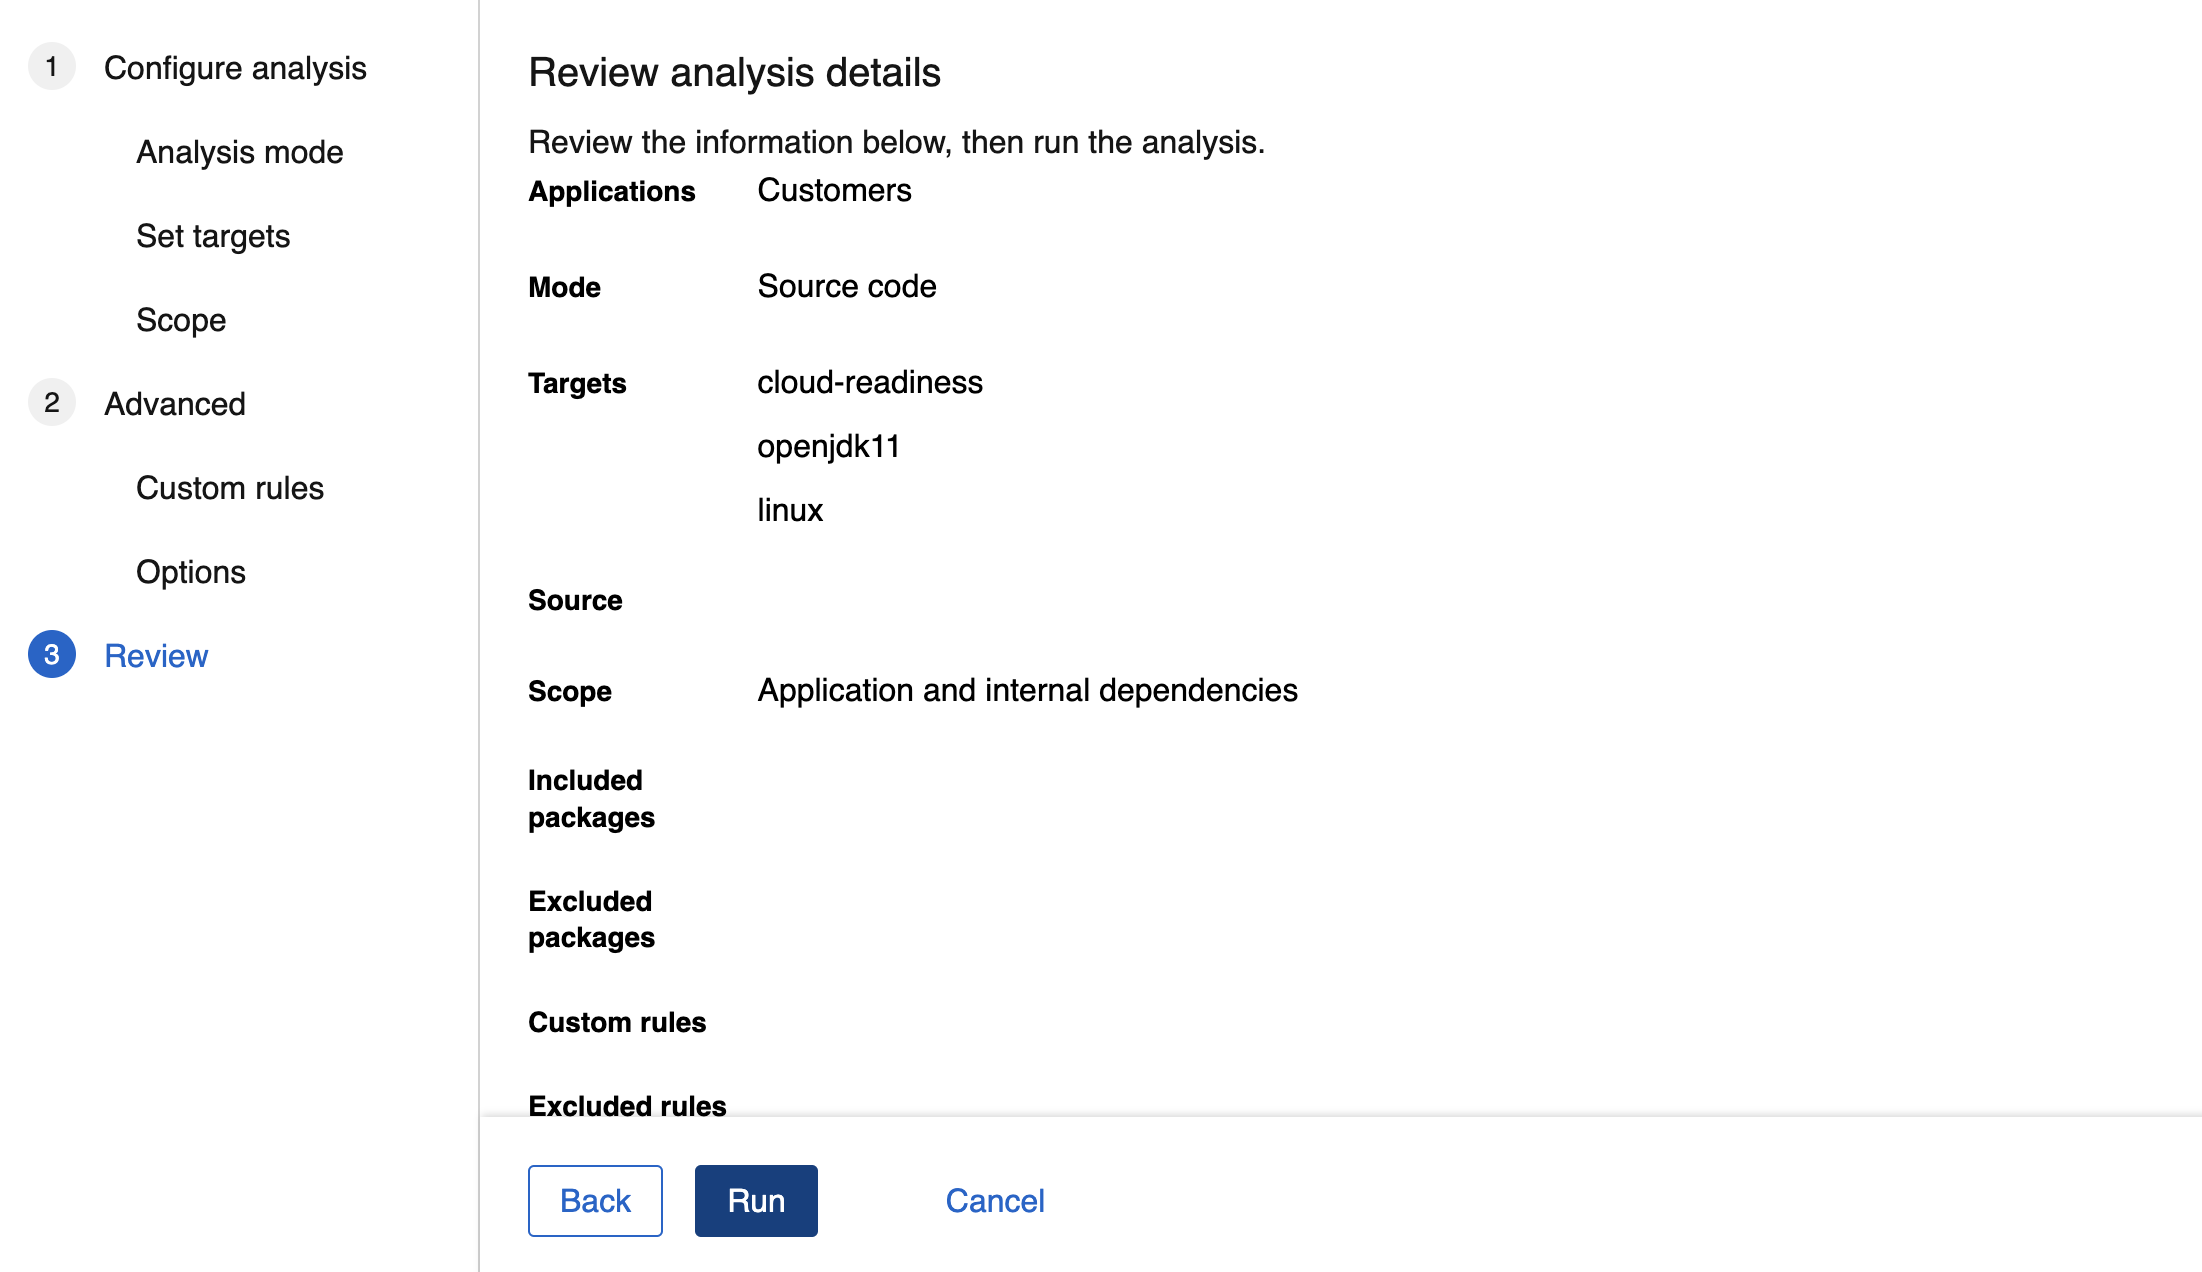 1 Configure analysis
Analysis mode
Set targets
Scope
2 Advanced
Custom rules
Options
3 Review
Review analysis details
Review the information below, then run the analysis.
Applications Customers
Mode Source code
Targets cloud-readiness
openjdk11
linux
Source
Scope Application and internal dependencies
Included
packages
Excluded
packages
Custom rules
Excluded rules
Back Run Cancel